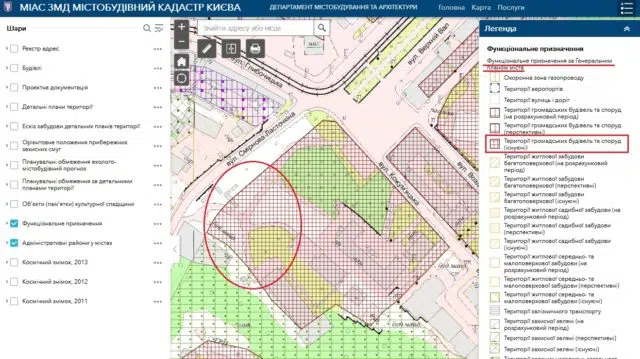 МІАС ЗМД МІСТОБУДІВНИЙ КАДАСТР КИЄВА
ДЕПАРТАМЕНТ МІСТОБУДУВАННЯ ТА АРХІТЕКТУРИ
Головна Карта Послуги
Шари
Реєстр адрес
Будівлі
Проектна документація
Детальні плани території
Ескіз забудови детальних планів території
Орієнтовне положення прибережних
захисних смуг
Планувальні обмеження еколого-
містобудівний прогноз
Планувальні обмеження за детальними
планами території
Об'єкти (пам'ятки) культурної спадщини
Функціональне призначення
Адміністративні райони у містах
Космічний знімок, 2013
Космічний знімок, 2012
Космічний знімок, 2011
Знайти адресу або місце
вул. Верхній Вал
вул. Смирнова-Ласточкіна
вул. Кожум'яцька
Легенда
Функціональне призначення
Функціональне призначення за Генеральним
планом міста
Охоронна зона газопроводу
Території аеропортів
Території вулиць і доріг
Території громадських будівель та споруд
(на розрахунковий період)
Території громадських будівель та споруд
(перспективні)
Території громадських будівель та споруд
(існуючі)
Території житлової забудови
багатоповерхової (на розрахунковий
період)
Території житлової забудови
багатоповерхової (перспективні)
Території житлової забудови
багатоповерхової (існуючі)
Території житлової садибної забудови (на
розрахунковий період)
Території житлової садибної забудови
(перспективні)
Території житлової садибної забудови
(існуючі)
Території житлової середньо- та
малоповерхової забудови (на
розрахунковий період)
Території житлової середньо- та
малоповерхової забудови (перспективні)
Території житлової середньо- та
малоповерхової забудови (існуючі)
Території залізничного транспорту
Території захисної зелені (на
розрахунковий період)
Території захисної зелені (перспективні)
Території захисної зелені (існуючі)